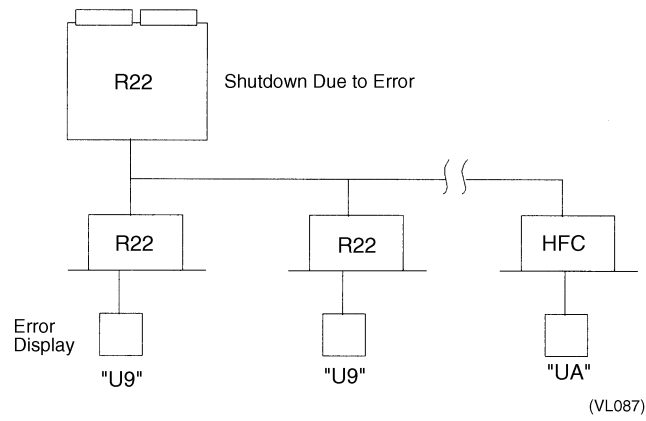 R22
Shutdown Due to Error
R22
R22
HFC
Error
Display
"U9"
"U9"
"UA"
(VL087)